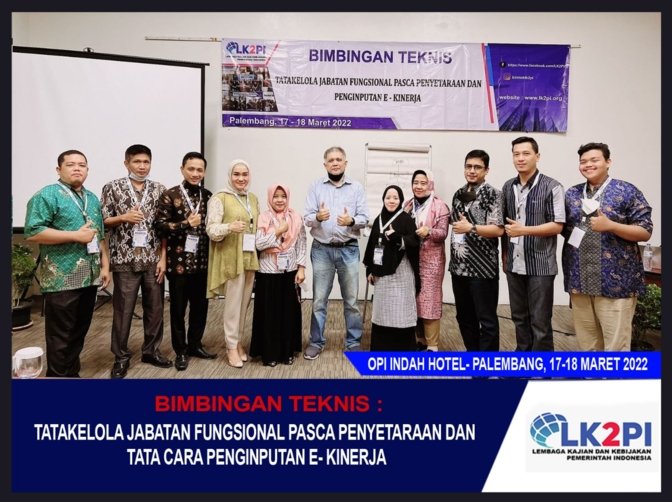 LK2PI
BIMBINGAN TEKNIS
TATAKELOLA JABATAN FUNGSIONAL PASCA PENYETARAAN DAN
PENGINPUTAN E - KINERJA
website : www.lk2pi.org
Palembang, 17 - 18 Maret 2022
OPI INDAH HOTEL- PALEMBANG, 17-18 MARET 2022
BIMBINGAN TEKNIS :
TATAKELOLA JABATAN FUNGSIONAL PASCA PENYETARAAN DAN
TATA CARA PENGINPUTAN E- KINERJA
LK2PI
LEMBAGA KAJIAN DAN KEBIJAKAN
PEMERINTAH INDONESIA